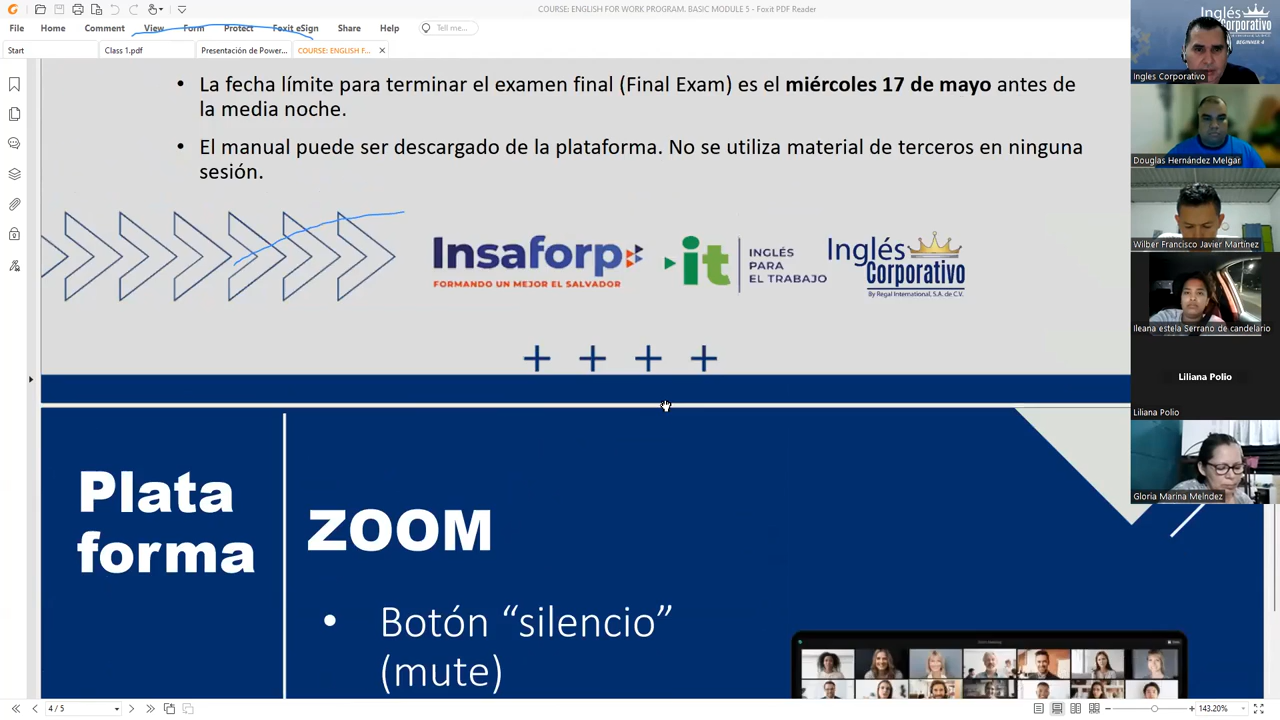 COURSE: ENGLISH FOR WORK PROGRAM. BASIC MODULE 5 - Foxit PDF Reader
File Home Comment View Form Protect Foxit eSign Share Help Tell me...
Start Class 1.pdf Presentación de Power... COURSE: ENGLISH F...
• La fecha límite para terminar el examen final (Final Exam) es el miércoles 17 de mayo antes de
la media noche.
• El manual puede ser descargado de la plataforma. No se utiliza material de terceros en ninguna
sesión.
Insaforp
FORMANDO UN MEJOR EL SALVADOR
it
INGLÉS
PARA
EL TRABAJO
Inglés
Corporativo
By Regal International, S.A. de C.V.
Plata
forma
ZOOM
• Botón “silencio”
(mute)
4 / 5
143.20%
Inglés
Corporativo
BEGINNER 4
Ingles Corporativo
Douglas Hernández Melgar
Wilber Francisco Javier Martínez
Ileana estela Serrano de candelario
Liliana Polio
Liliana Polio
Gloria Marina Melndez